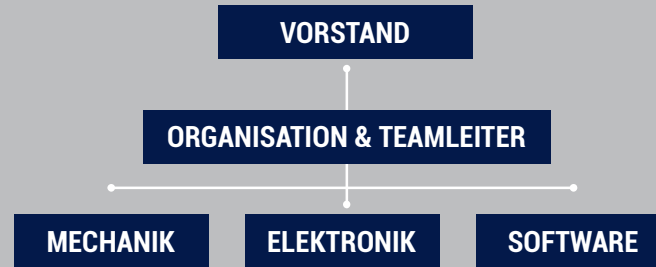 VORSTAND
ORGANISATION & TEAMLEITER
MECHANIK
ELEKTRONIK
SOFTWARE